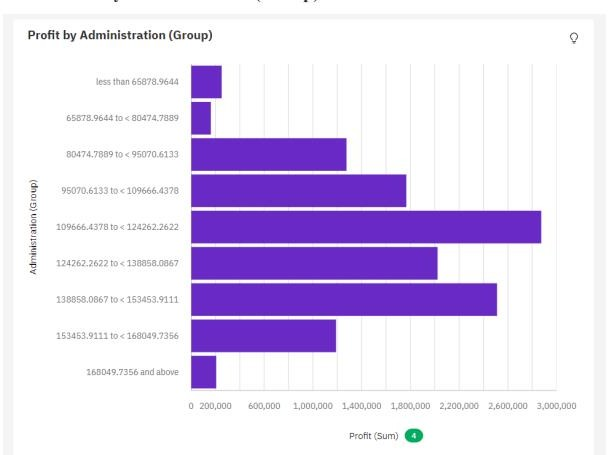 Profit by Administration (Group)
less than 65878.9644
65878.9644 to < 80474.7889
80474.7889 to < 95070.6133
95070.6133 to < 109666.4378
109666.4378 to < 124262.2622
124262.2622 to < 138858.0867
138858.0867 to < 153453.9111
153453.9111 to < 168049.7356
168049.7356 and above
Administration (Group)
0 200,000 600,000 1,000,000 1,400,000 1,800,000 2,200,000 2,600,000 3,000,000
Profit (Sum) 4